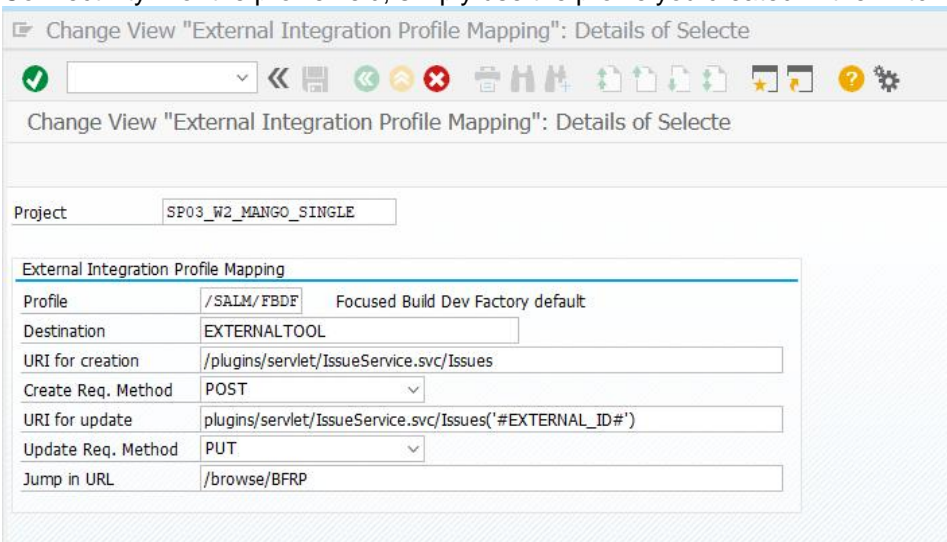 Change View "External Integration Profile Mapping": Details of Selecte
Change View "External Integration Profile Mapping": Details of Selecte
Project SP03_W2_MANGO_SINGLE
External Integration Profile Mapping
Profile /SALM/FBDF Focused Build Dev Factory default
Destination EXTERNALTOOL
URI for creation /plugins/servlet/IssueService.svc/Issues
Create Req. Method POST
URI for update plugins/servlet/IssueService.svc/Issues('#EXTERNAL_ID#')
Update Req. Method PUT
Jump in URL /browse/BFRP